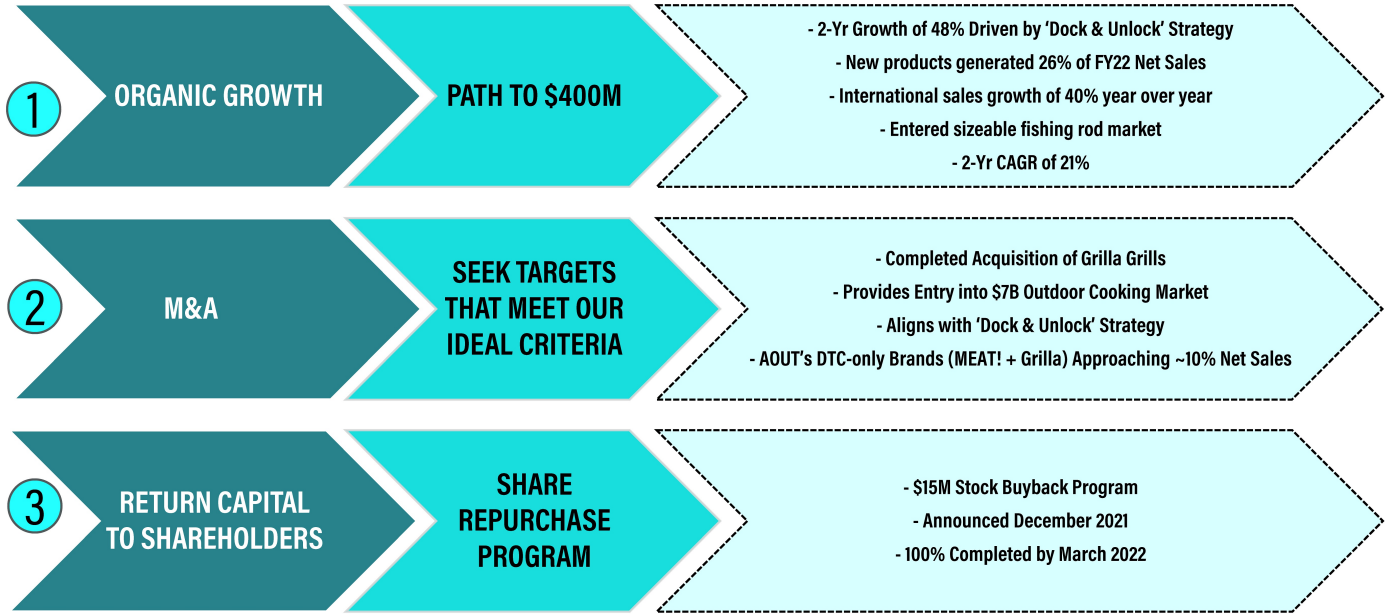 1
ORGANIC GROWTH
PATH TO $400M
- 2-Yr Growth of 48% Driven by ‘Dock & Unlock’ Strategy
- New products generated 26% of FY22 Net Sales
- International sales growth of 40% year over year
- Entered sizeable fishing rod market
- 2-Yr CAGR of 21%
2
M&A
SEEK TARGETS
THAT MEET OUR
IDEAL CRITERIA
- Completed Acquisition of Grilla Grills
- Provides Entry into $7B Outdoor Cooking Market
- Aligns with ‘Dock & Unlock’ Strategy
- AOUT’s DTC-only Brands (MEAT! + Grilla) Approaching ~10% Net Sales
3
RETURN CAPITAL
TO SHAREHOLDERS
SHARE
REPURCHASE
PROGRAM
- $15M Stock Buyback Program
- Announced December 2021
- 100% Completed by March 2022